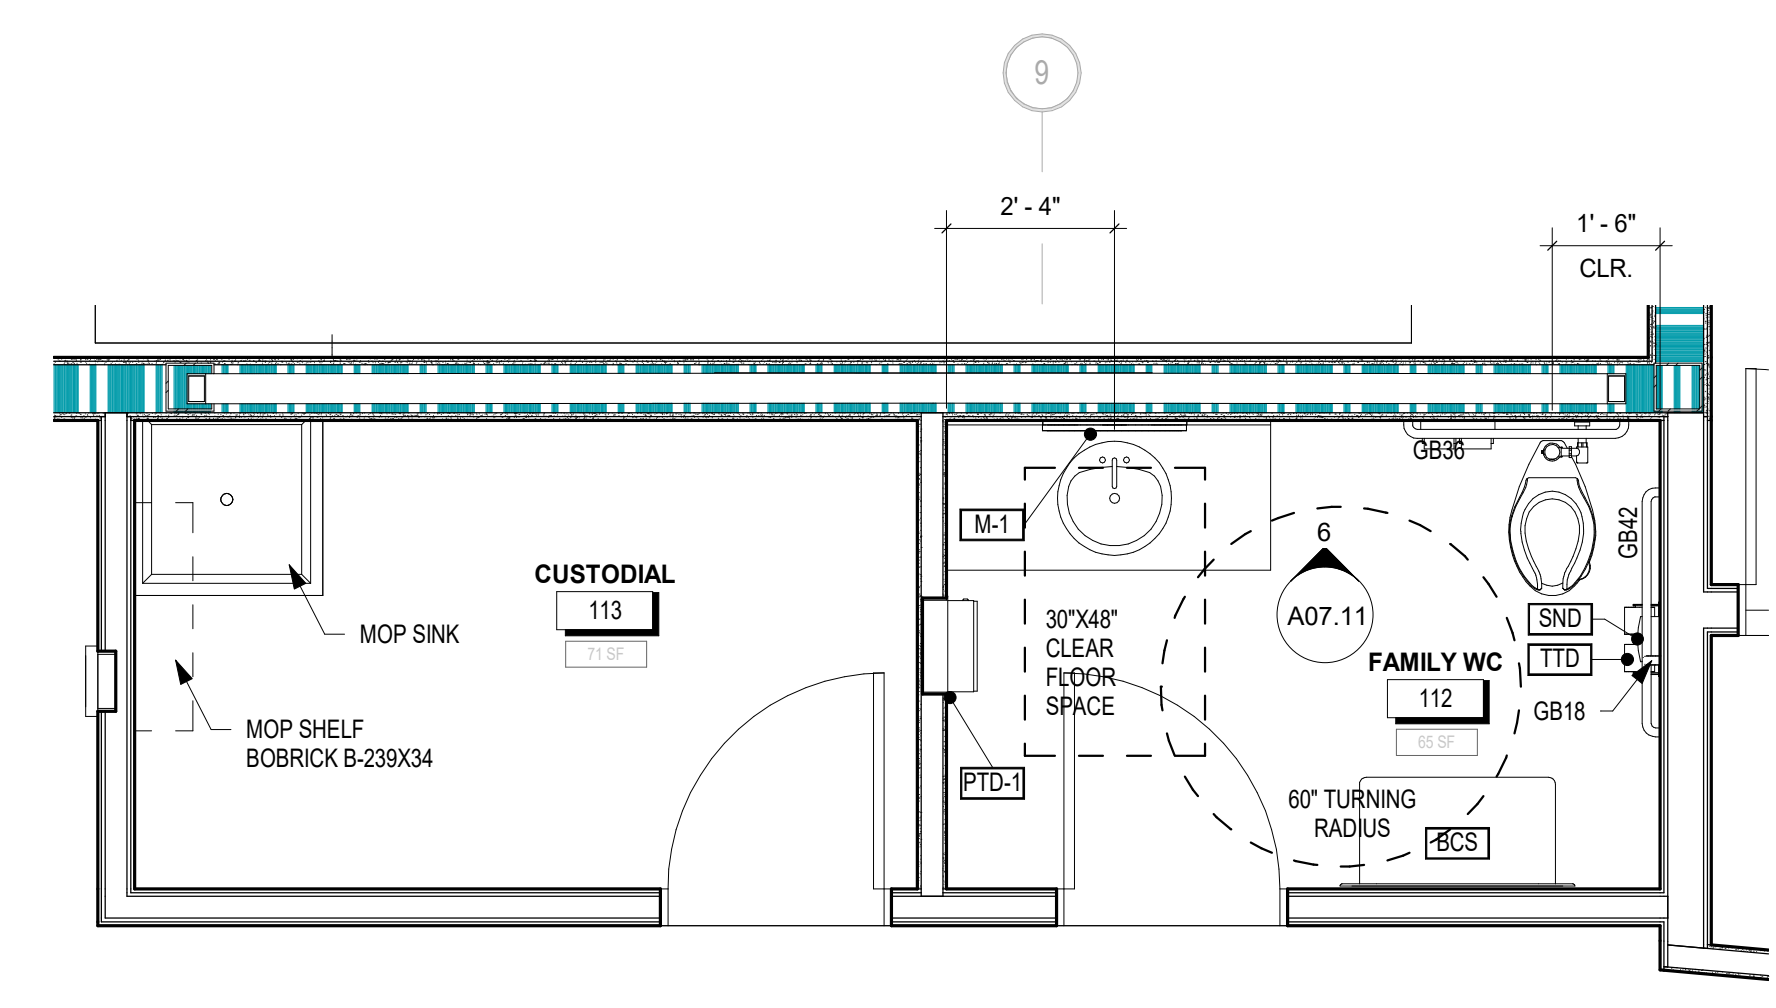 9
2' - 4"
1' - 6"
CLR.
GB36
M-1
GB42
6
A07.11
CUSTODIAL
113
71 SF
MOP SINK
MOP SHELF
BOBRICK B-239X34
30"X48"
CLEAR
FLOOR
SPACE
SND
TTD
FAMILY WC
112
65 SF
GB18
PTD-1
60" TURNING
RADIUS
BCS